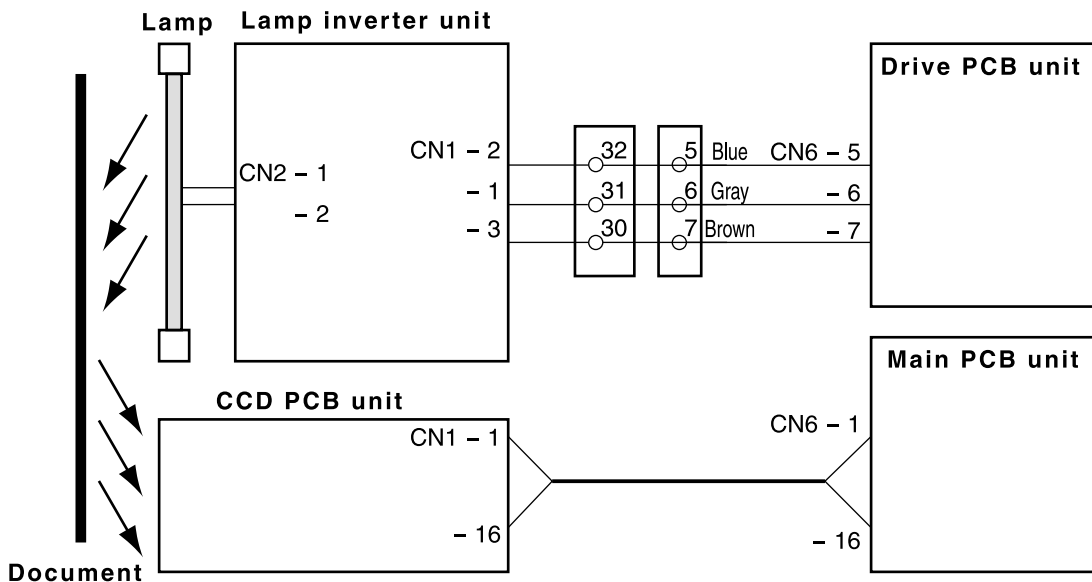 Lamp
Lamp inverter unit
Drive PCB unit
CN2 – 1
– 2
CN1 – 2
– 1
– 3
32
31
30
5
6
7
Blue
Gray
Brown
CN6 – 5
– 6
– 7
CCD PCB unit
CN1 – 1
– 16
Main PCB unit
CN6 – 1
– 16
Document